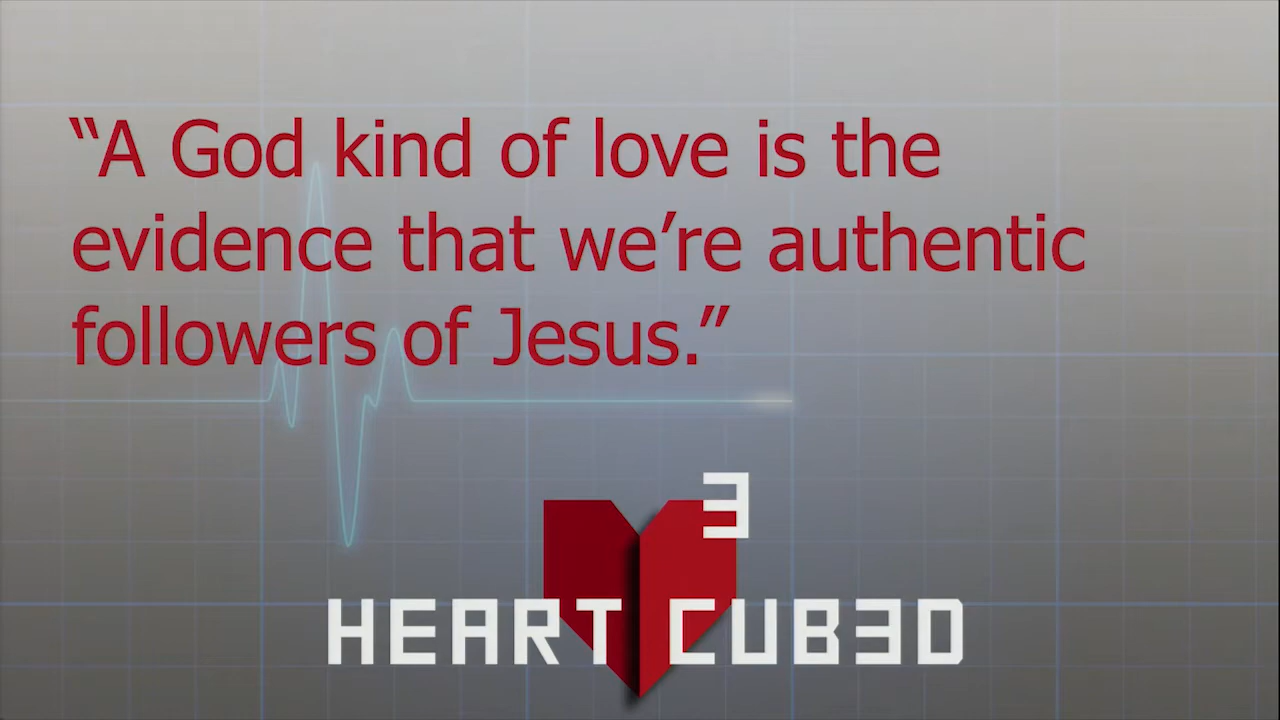 “A God kind of love is the
evidence that we’re authentic
followers of Jesus.”
3
HEART CUB3D